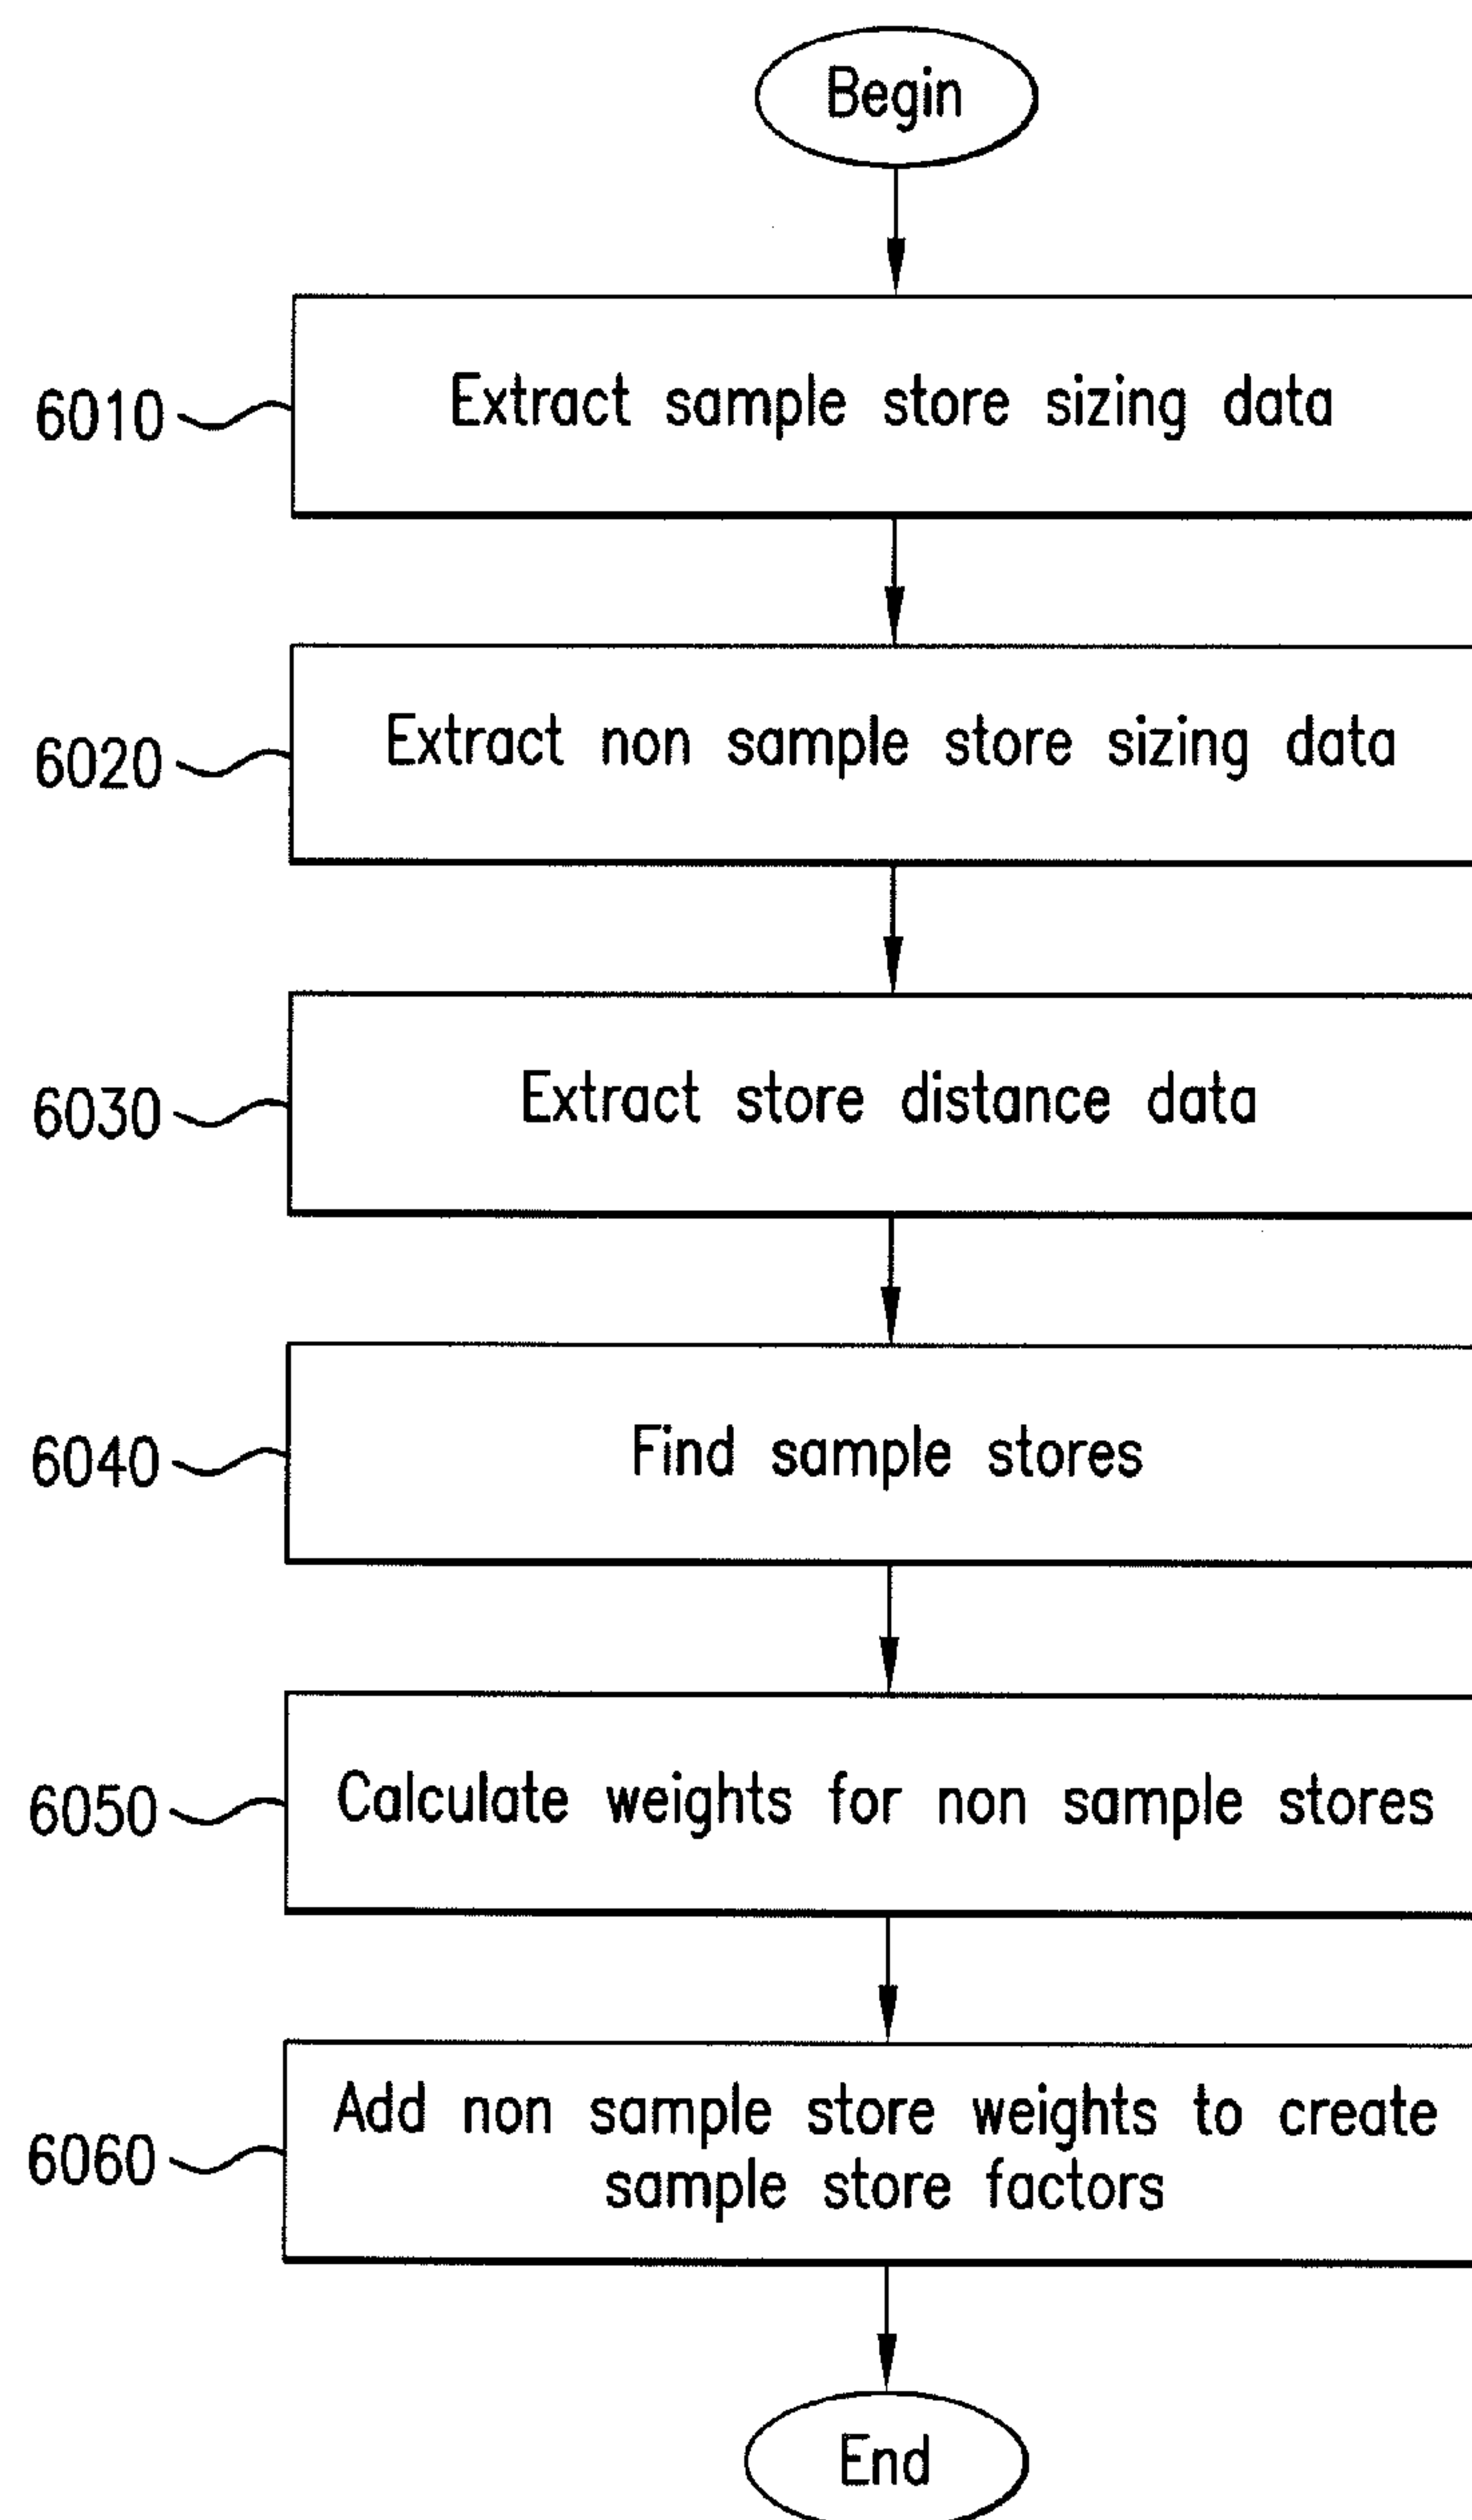 Begin
6010
Extract sample store sizing data
6020
Extract non sample store sizing data
6030
Extract store distance data
6040
Find sample stores
6050
Calculate weights for non sample stores
6060
Add non sample store weights to create
sample store factors
End